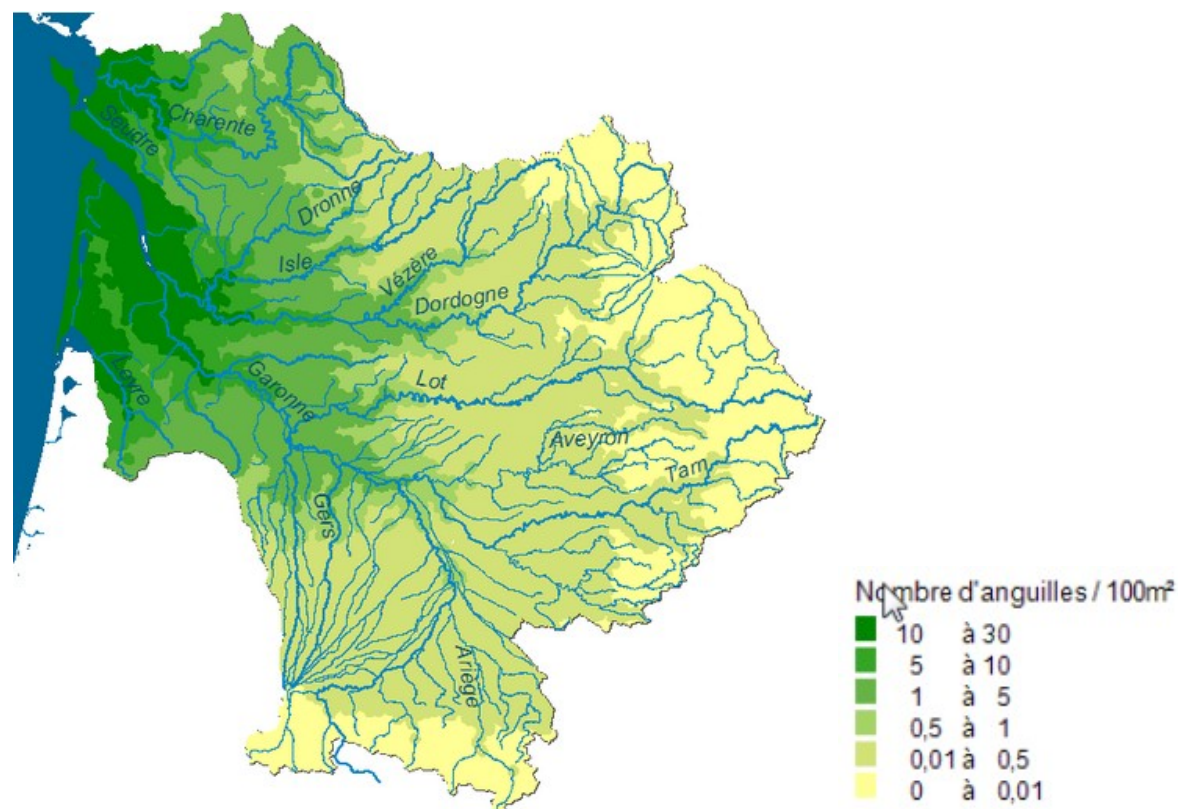 Seudre
Charente
Dronne
Isle
Vézère
Dordogne
Leyre
Garonne
Lot
Aveyron
Tarn
Gers
Ariege
Nombre d'anguilles / 100m²
10 à 30
5 à 10
1 à 5
0,5 à 1
0,01 à 0,5
0 à 0,01